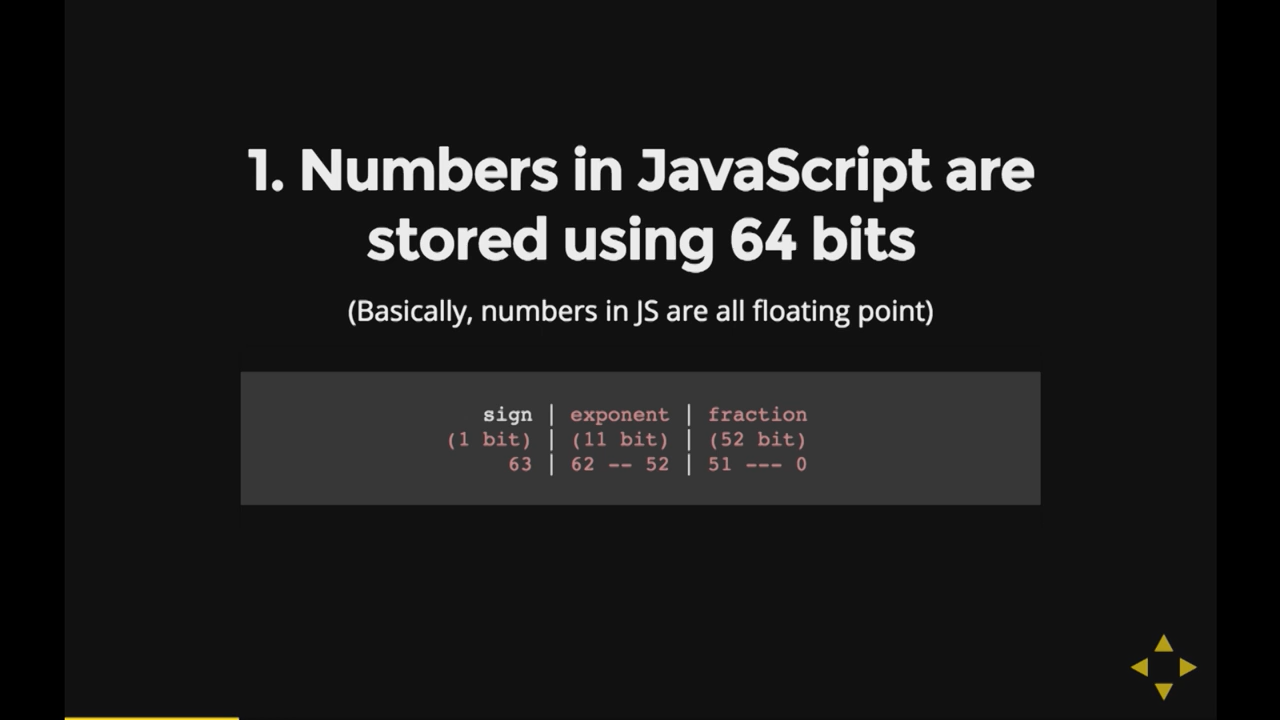 1. Numbers in JavaScript are
stored using 64 bits
(Basically, numbers in JS are all floating point)
sign | exponent | fraction
(1 bit) | (11 bit) | (52 bit)
63 | 62 -- 52 | 51 --- 0